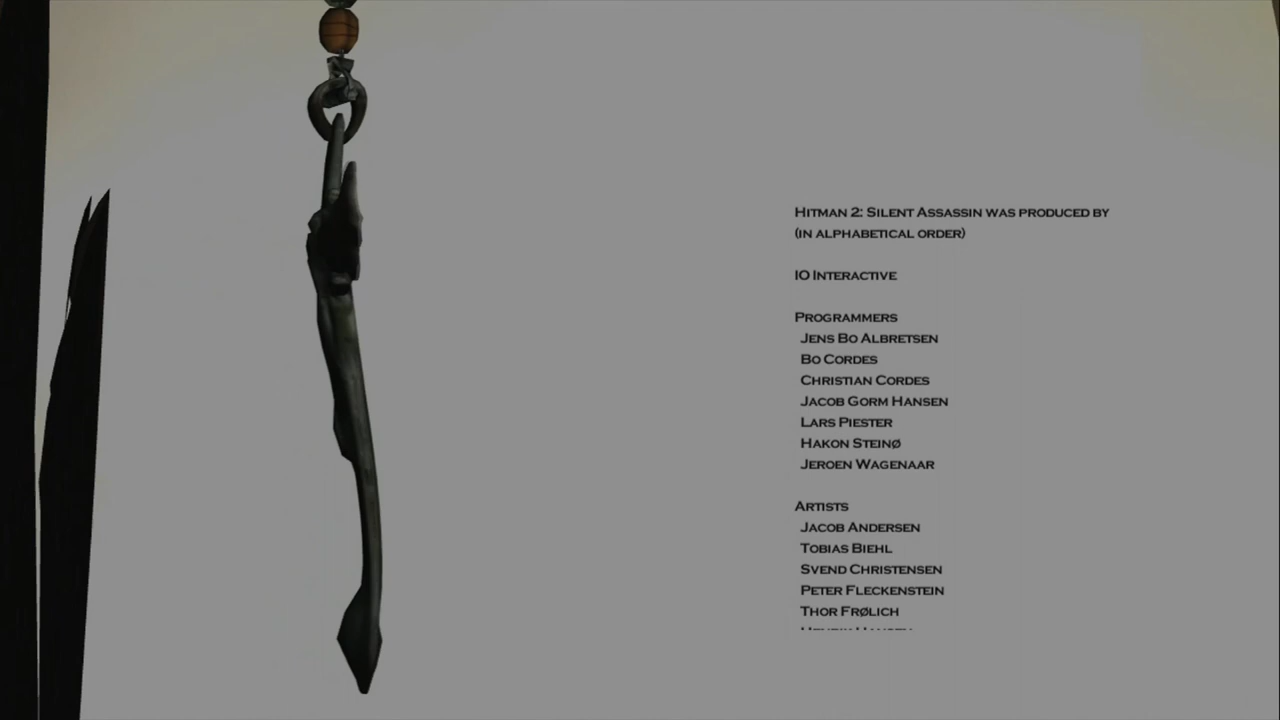 Hitman 2: Silent Assassin was produced by
(in alphabetical order)
IO Interactive
Programmers
Jens Bo Albretsen
Bo Cordes
Christian Cordes
Jacob Gorm Hansen
Lars Piester
Hakon Steinø
Jeroen Wagenaar
Artists
Jacob Andersen
Tobias Biehl
Svend Christensen
Peter Fleckenstein
Thor Frølich